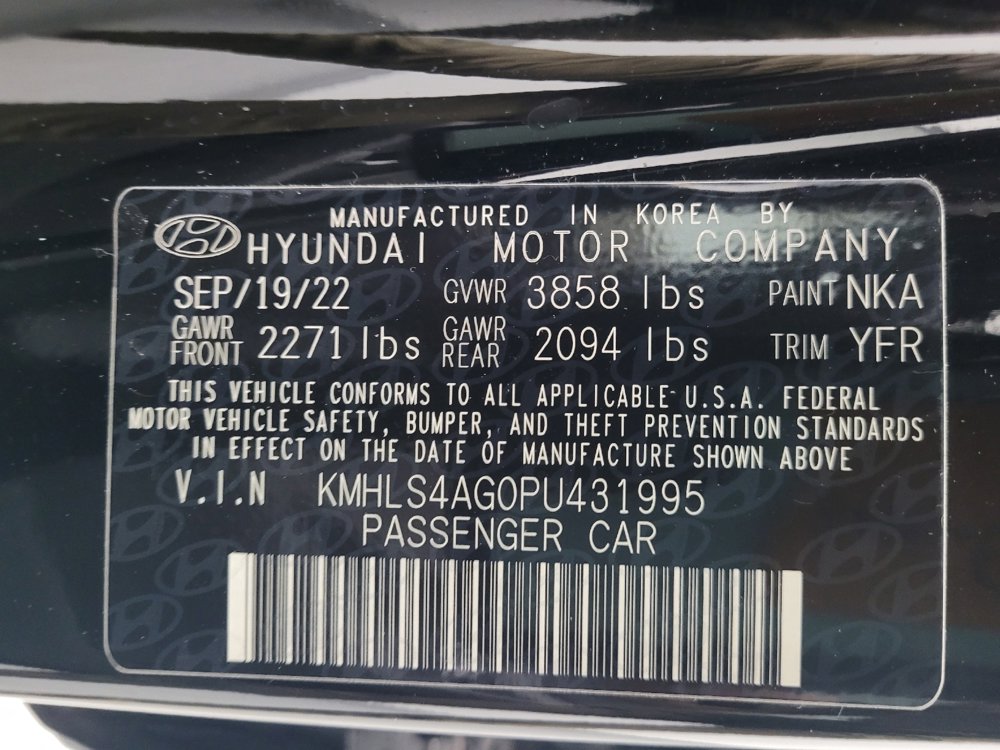 MANUFACTURED IN KOREA BY
HYUNDAI MOTOR COMPANY
SEP/19/22 GVWR 3858 lbs PAINT NKA
GAWR FRONT 2271 lbs GAWR REAR 2094 lbs TRIM YFR
THIS VEHICLE CONFORMS TO ALL APPLICABLE U.S.A. FEDERAL
MOTOR VEHICLE SAFETY, BUMPER, AND THEFT PREVENTION STANDARDS
IN EFFECT ON THE DATE OF MANUFACTURE SHOWN ABOVE
V.I.N KMHLS4AG0PU431995
PASSENGER CAR